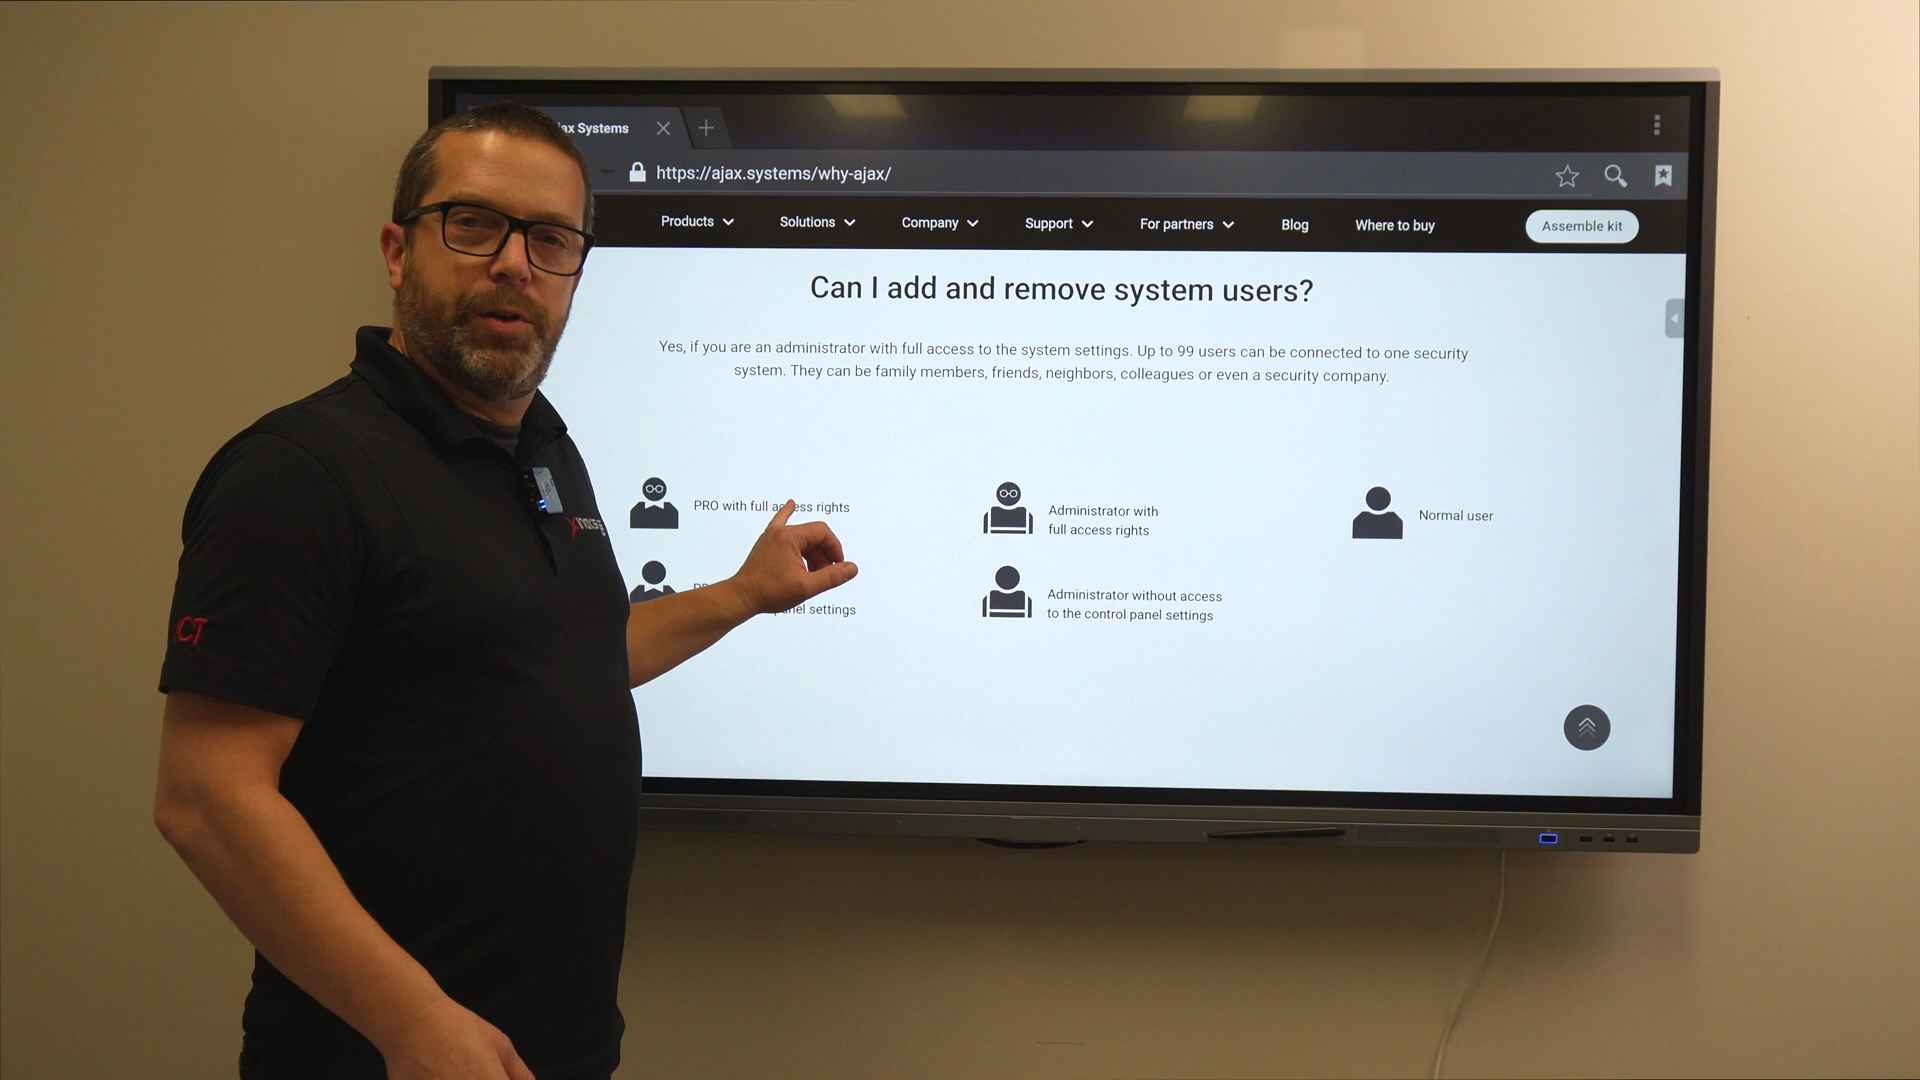 ax Systems
https://ajax.systems/why-ajax/
Products
Solutions
Company
Support
For partners
Blog
Where to buy
Assemble kit
Can I add and remove system users?
Yes, if you are an administrator with full access to the system settings. Up to 99 users can be connected to one security
system. They can be family members, friends, neighbors, colleagues or even a security company.
PRO with full access rights
Administrator with
full access rights
Normal user
settings
Administrator without access
to the control panel settings
ICT